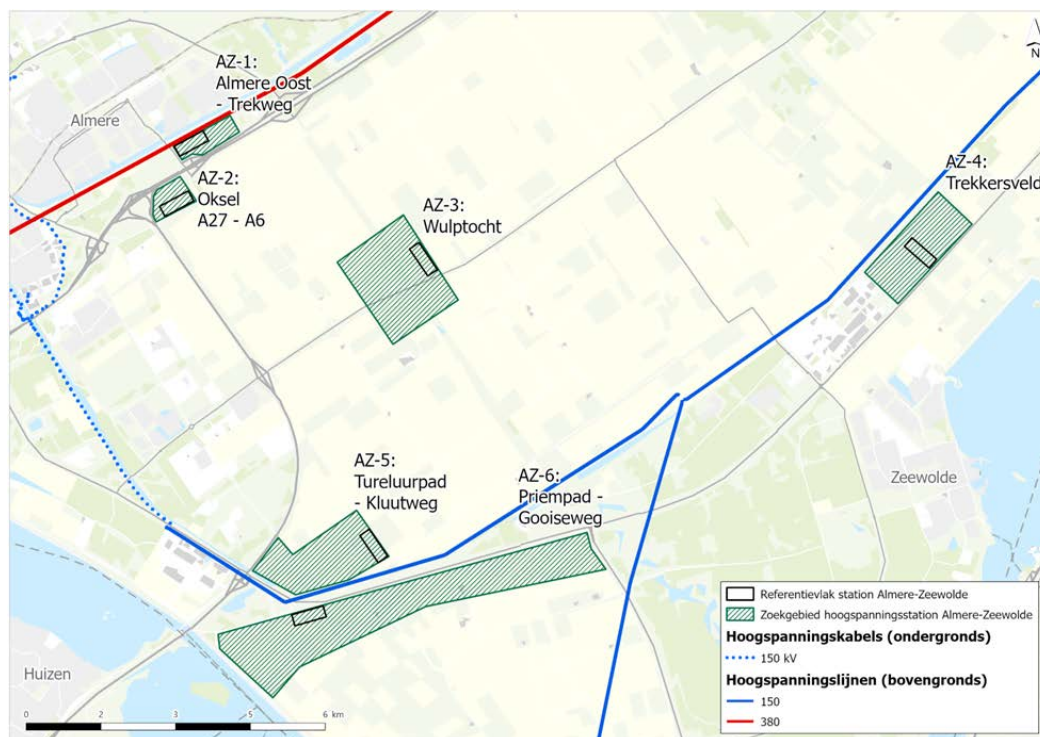 AZ-1:
Almere Oost
- Trekweg
N
Almere
AZ-2:
Oksel
A27 - A6
AZ-3:
Wulptocht
AZ-4:
Trekkersveld
AZ-5:
Tureluurpad
- Kluutweg
AZ-6:
Priempad -
Gooiseweg
Zeewolde
Huizen
0 2 3 5 6 km
Referentievlak station Almere-Zeewolde
Zoekgebied hoogspanningsstation Almere-Zeewolde
Hoogspanningskabels (ondergronds)
150 kV
Hoogspanningslijnen (bovengronds)
150
380